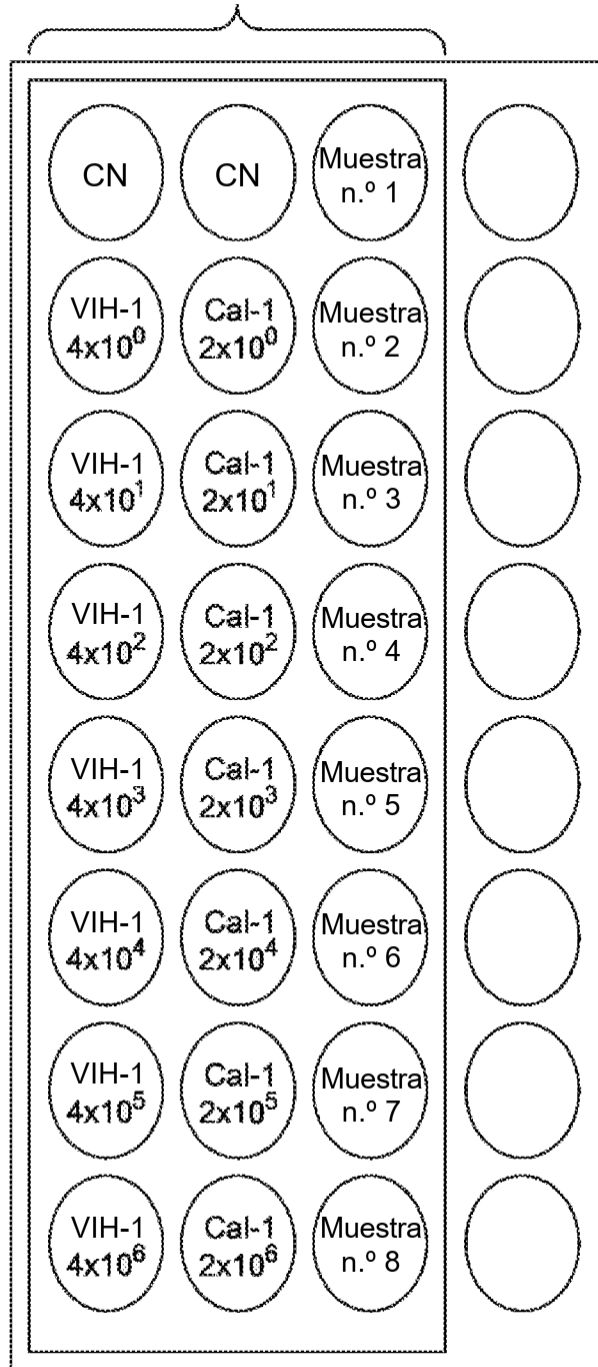 CN CN Muestra
n.º 1
VIH-1 Cal-1 Muestra
4x10⁰ 2x10⁰ n.º 2
VIH-1 Cal-1 Muestra
4x10¹ 2x10¹ n.º 3
VIH-1 Cal-1 Muestra
4x10² 2x10² n.º 4
VIH-1 Cal-1 Muestra
4x10³ 2x10³ n.º 5
VIH-1 Cal-1 Muestra
4x10⁴ 2x10⁴ n.º 6
VIH-1 Cal-1 Muestra
4x10⁵ 2x10⁵ n.º 7
VIH-1 Cal-1 Muestra
4x10⁶ 2x10⁶ n.º 8